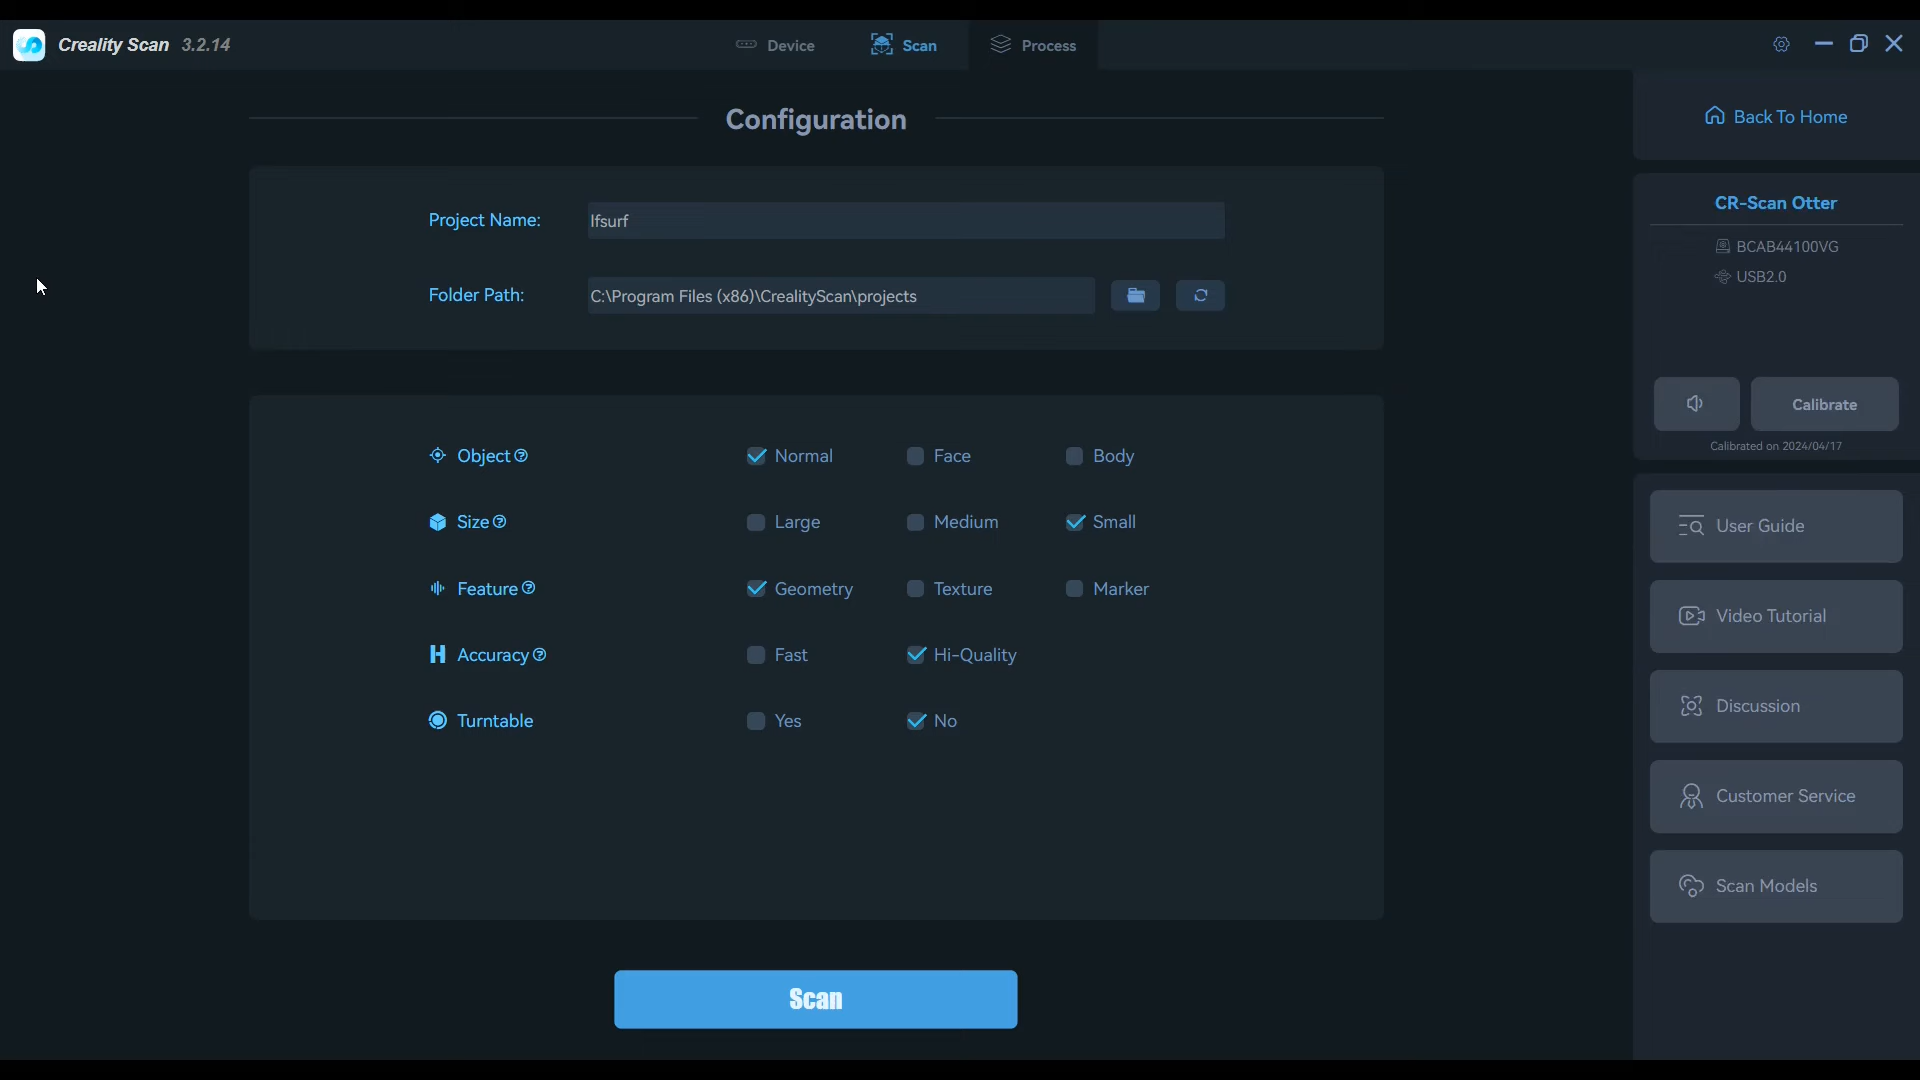 Creality Scan 3.2.14
Device
Scan
Process
Configuration
Back To Home
Project Name:
lfsurf
Folder Path:
C:\Program Files (x86)\CrealityScan\projects
CR-Scan Otter
BCAB44100VG
USB2.0
Calibrate
Calibrated on 2024/04/17
Object
Normal
Face
Body
Size
Large
Medium
Small
Feature
Geometry
Texture
Marker
Accuracy
Fast
Hi-Quality
Turntable
Yes
No
User Guide
Video Tutorial
Discussion
Customer Service
Scan Models
Scan